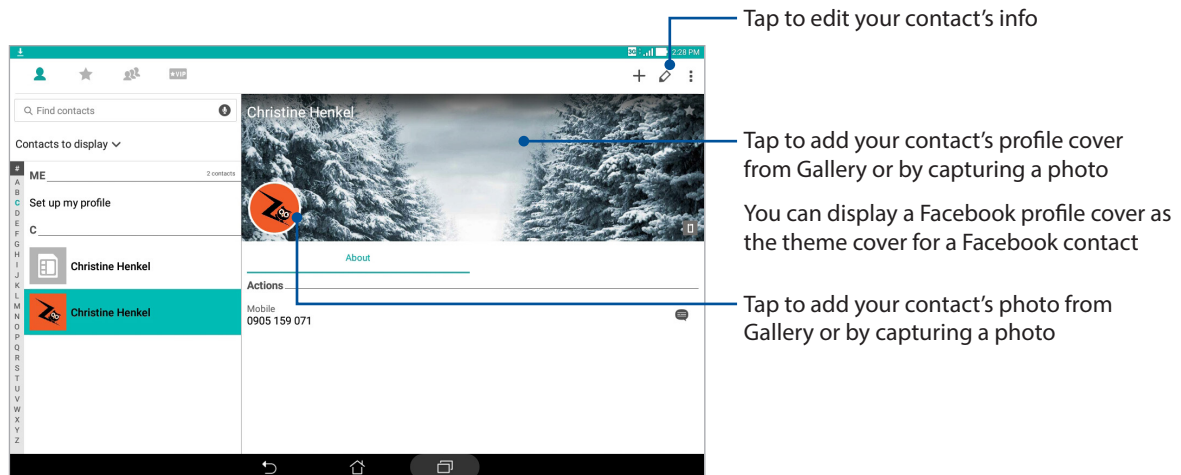 Tap to edit your contact's info
3G 2:28 PM
VIP
Find contacts
Christine Henkel
Contacts to display
Tap to add your contact's profile cover
from Gallery or by capturing a photo
#
A
B
C
D
E
F
G
H
I
J
K
L
M
N
O
P
Q
R
S
T
U
V
W
X
Y
Z
ME 2 contacts
Set up my profile
C
Christine Henkel
Christine Henkel
You can display a Facebook profile cover as
the theme cover for a Facebook contact
About
Actions
Mobile
0905 159 071
Tap to add your contact's photo from
Gallery or by capturing a photo